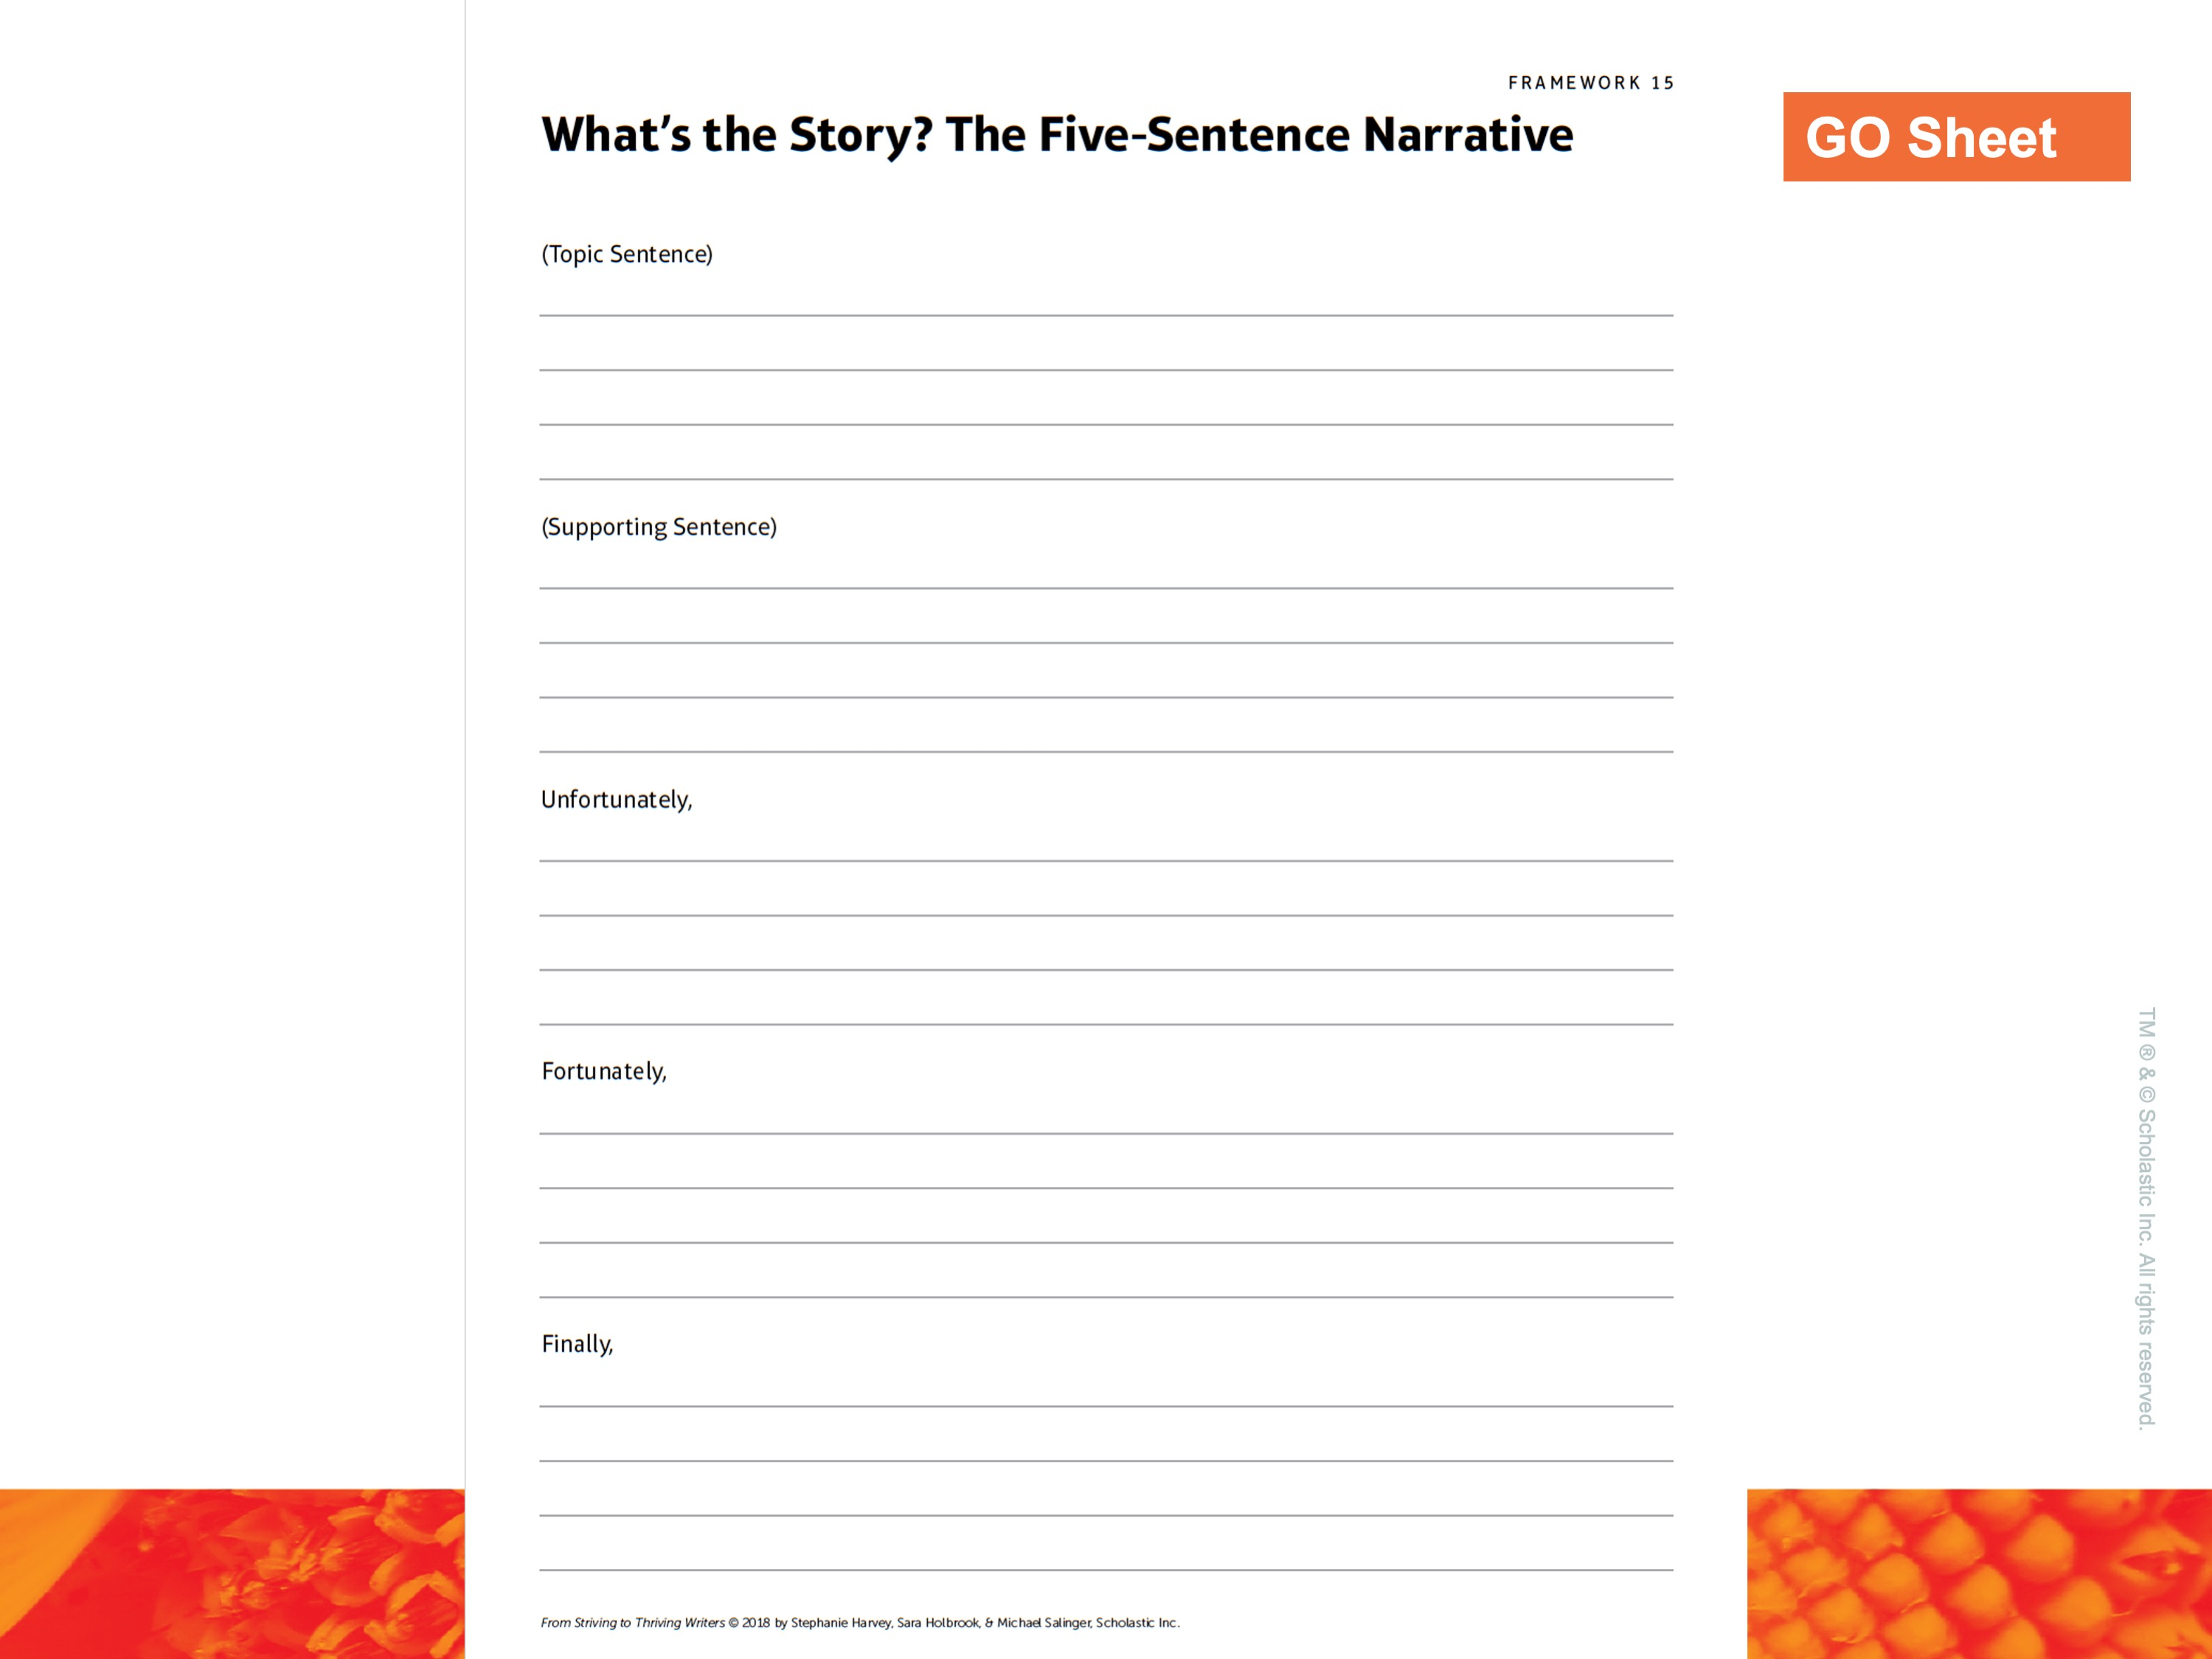 FRAMEWORK 15
What’s the Story? The Five-Sentence Narrative
GO Sheet
(Topic Sentence)
(Supporting Sentence)
Unfortunately,
Fortunately,
Finally,
From Striving to Thriving Writers © 2018 by Stephanie Harvey, Sara Holbrook, & Michael Salinger, Scholastic Inc.
TM ® & © Scholastic Inc. All rights reserved.